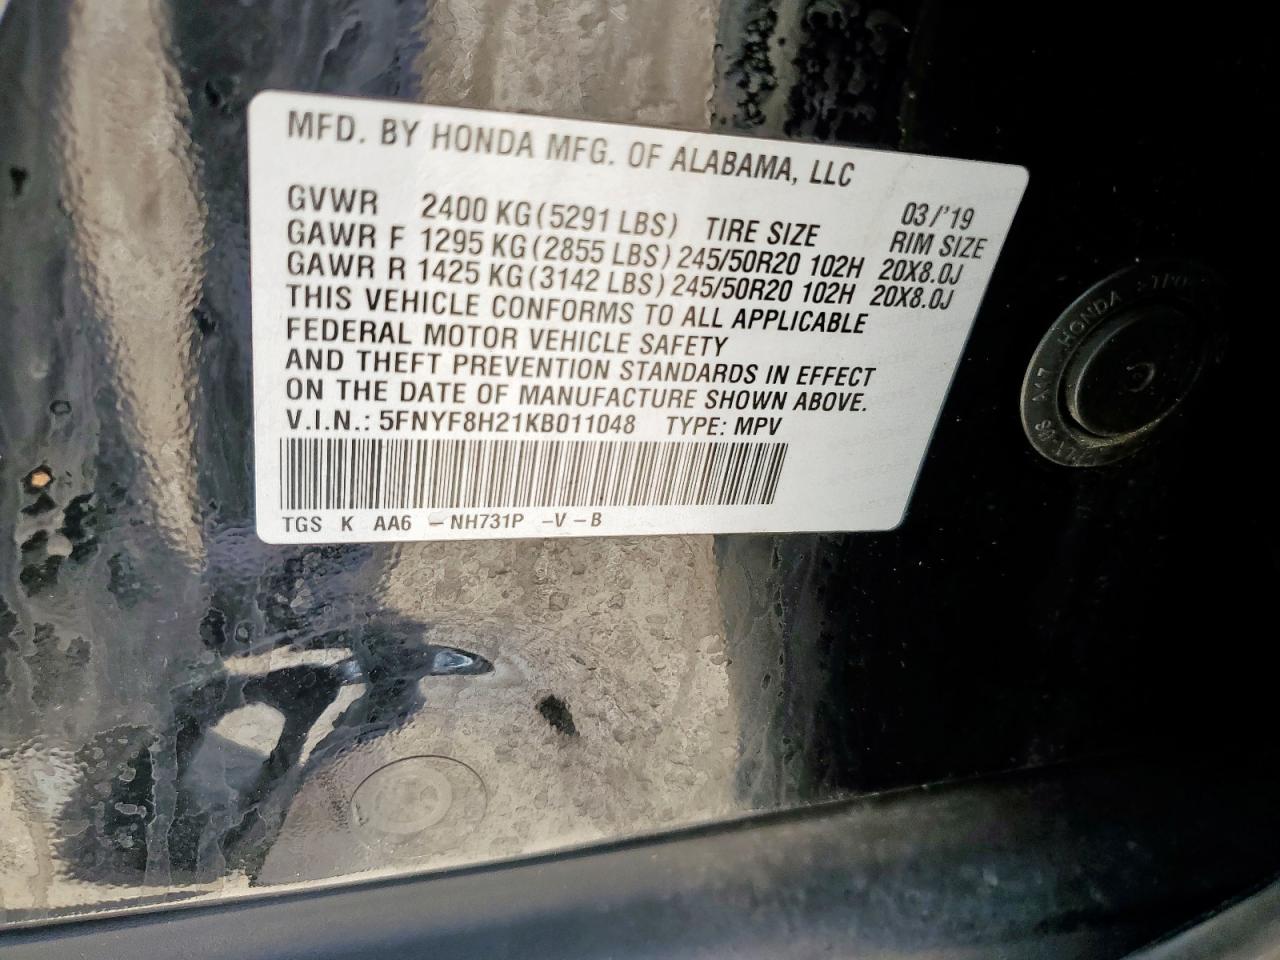 MFD. BY HONDA MFG. OF ALABAMA, LLC
03/'19
GVWR 2400 KG(5291 LBS) TIRE SIZE RIM SIZE
GAWR F 1295 KG(2855 LBS)245/50R20 102H 20X8.0J
GAWR R 1425 KG(3142 LBS)245/50R20 102H 20X8.0J
THIS VEHICLE CONFORMS TO ALL APPLICABLE
FEDERAL MOTOR VEHICLE SAFETY
AND THEFT PREVENTION STANDARDS IN EFFECT
ON THE DATE OF MANUFACTURE SHOWN ABOVE.
V.I.N.: 5FNYF8H21KB011048 TYPE: MPV
TGS K AA6 -NH731P -V-B
HONDA